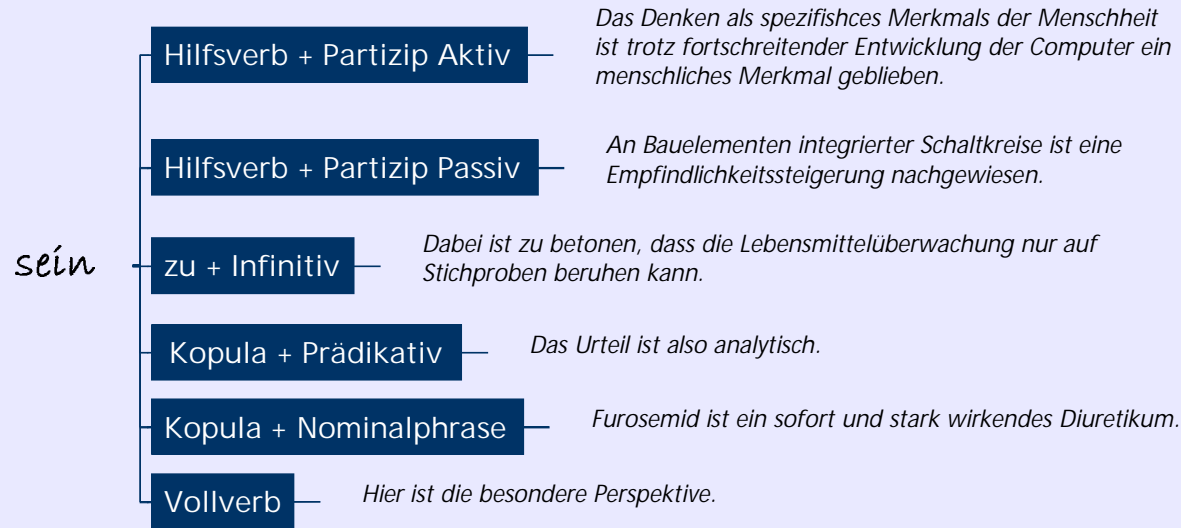 sein
Hilfsverb + Partizip Aktiv
Das Denken als spezifishces Merkmals der Menschheit
ist trotz fortschreitender Entwicklung der Computer ein
menschliches Merkmal geblieben.
Hilfsverb + Partizip Passiv
An Bauelementen integrierter Schaltkreise ist eine
Empfindlichkeitssteigerung nachgewiesen.
zu + Infinitiv
Dabei ist zu betonen, dass die Lebensmittelüberwachung nur auf
Stichproben beruhen kann.
Kopula + Prädikativ
Das Urteil ist also analytisch.
Kopula + Nominalphrase
Furosemid ist ein sofort und stark wirkendes Diuretikum.
Vollverb
Hier ist die besondere Perspektive.